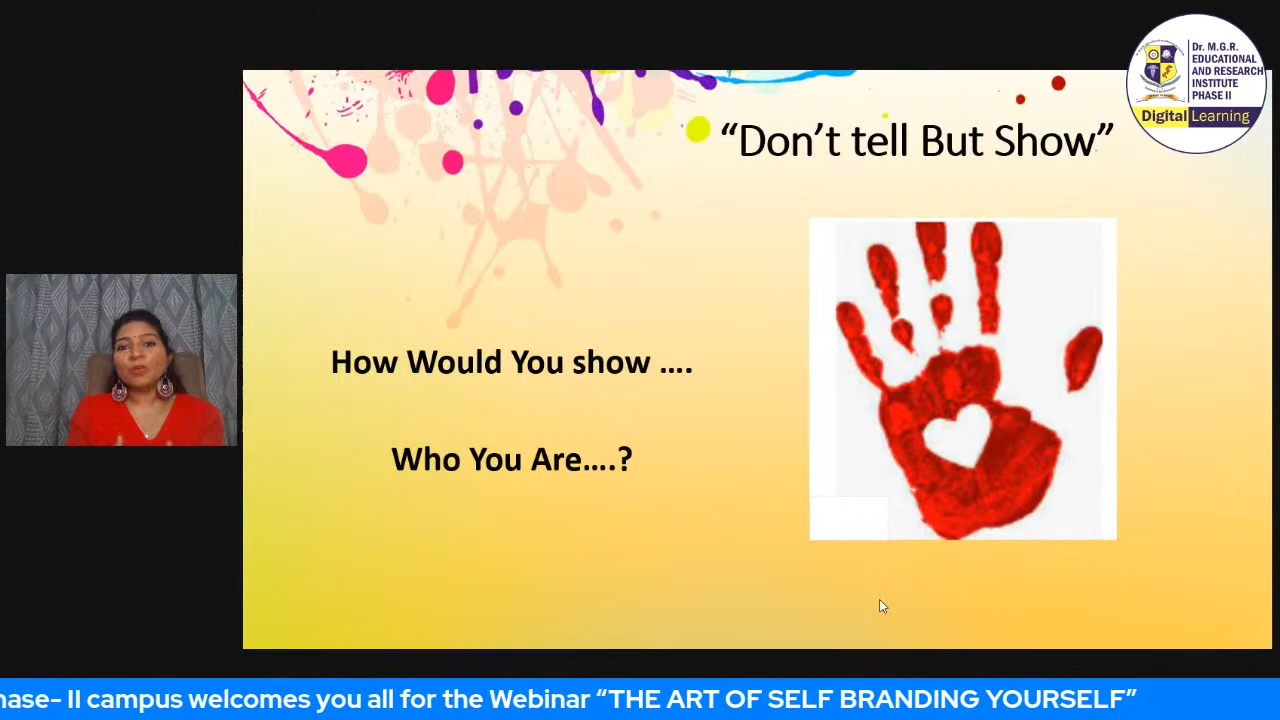 Dr. M.G.R.
EDUCATIONAL
AND RESEARCH
INSTITUTE
PHASE II
Digital Learning
“Don’t tell But Show”
How Would You show ….
Who You Are….?
hase- II campus welcomes you all for the Webinar “THE ART OF SELF BRANDING YOURSELF”